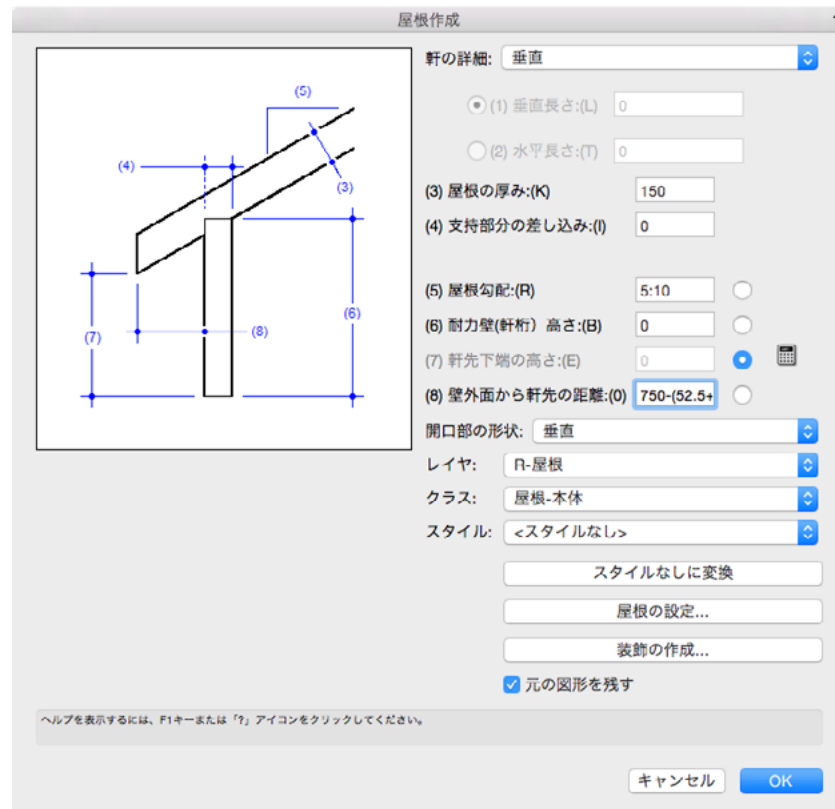 屋根作成
軒の詳細: 垂直
(1) 垂直長さ:(L) 0
(2) 水平長さ:(T) 0
(3) 屋根の厚み:(K) 150
(4) 支持部分の差し込み:(I) 0
(5) 屋根勾配:(R) 5:10
(6) 耐力壁(軒桁）高さ:(B) 0
(7) 軒先下端の高さ:(E) 0
(8) 壁外面から軒先の距離:(0) 750-(52.5+
開口部の形状: 垂直
レイヤ: R-屋根
クラス: 屋根-本体
スタイル: <スタイルなし>
スタイルなしに変換
屋根の設定...
装飾の作成...
元の図形を残す
(5)
(4)
(3)
(6)
(7)
(8)
ヘルプを表示するには、F1キーまたは「?」アイコンをクリックしてください。
キャンセル OK